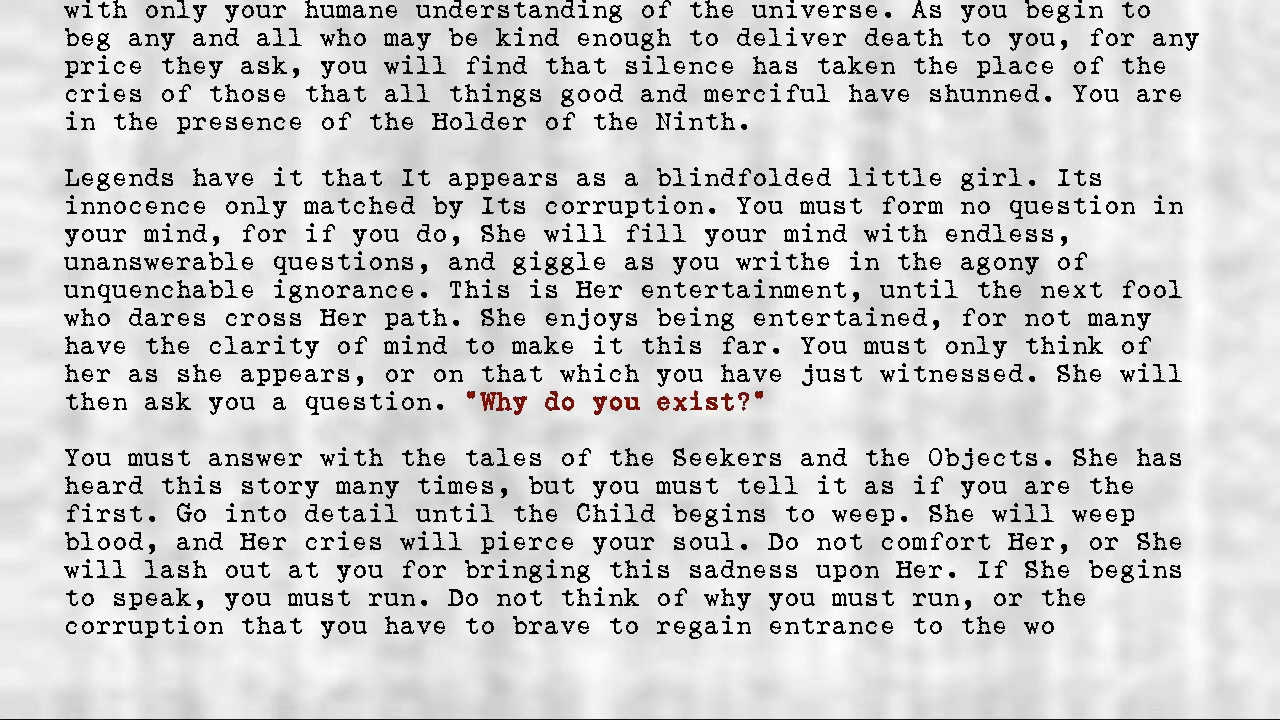 with only your humane understanding of the universe. As you begin to
beg any and all who may be kind enough to deliver death to you, for any
price they ask, you will find that silence has taken the place of the
cries of those that all things good and merciful have shunned. You are
in the presence of the Holder of the Ninth.
Legends have it that It appears as a blindfolded little girl. Its
innocence only matched by Its corruption. You must form no question in
your mind, for if you do, She will fill your mind with endless,
unanswerable questions, and giggle as you writhe in the agony of
unquenchable ignorance. This is Her entertainment, until the next fool
who dares cross Her path. She enjoys being entertained, for not many
have the clarity of mind to make it this far. You must only think of
her as she appears, or on that which you have just witnessed. She will
then ask you a question. "Why do you exist?"
You must answer with the tales of the Seekers and the Objects. She has
heard this story many times, but you must tell it as if you are the
first. Go into detail until the Child begins to weep. She will weep
blood, and Her cries will pierce your soul. Do not comfort Her, or She
will lash out at you for bringing this sadness upon Her. If She begins
to speak, you must run. Do not think of why you must run, or the
corruption that you have to brave to regain entrance to the wo